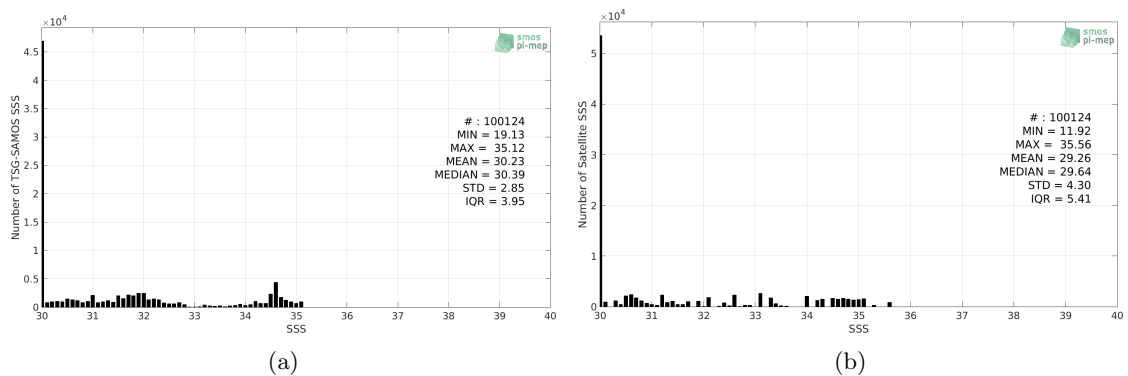 ×10⁴
smos
pi-mep
4.5
4
3.5
3
2.5
2
1.5
1
0.5
0
Number of TSG-SAMOS SSS
# : 100124
MIN = 19.13
MAX = 35.12
MEAN = 30.23
MEDIAN = 30.39
STD = 2.85
IQR = 3.95
30 31 32 33 34 35 36 37 38 39 40
SSS
(a)
×10⁴
smos
pi-mep
5
4
3
2
1
0
Number of Satellite SSS
# : 100124
MIN = 11.92
MAX = 35.56
MEAN = 29.26
MEDIAN = 29.64
STD = 4.30
IQR = 5.41
30 31 32 33 34 35 36 37 38 39 40
SSS
(b)